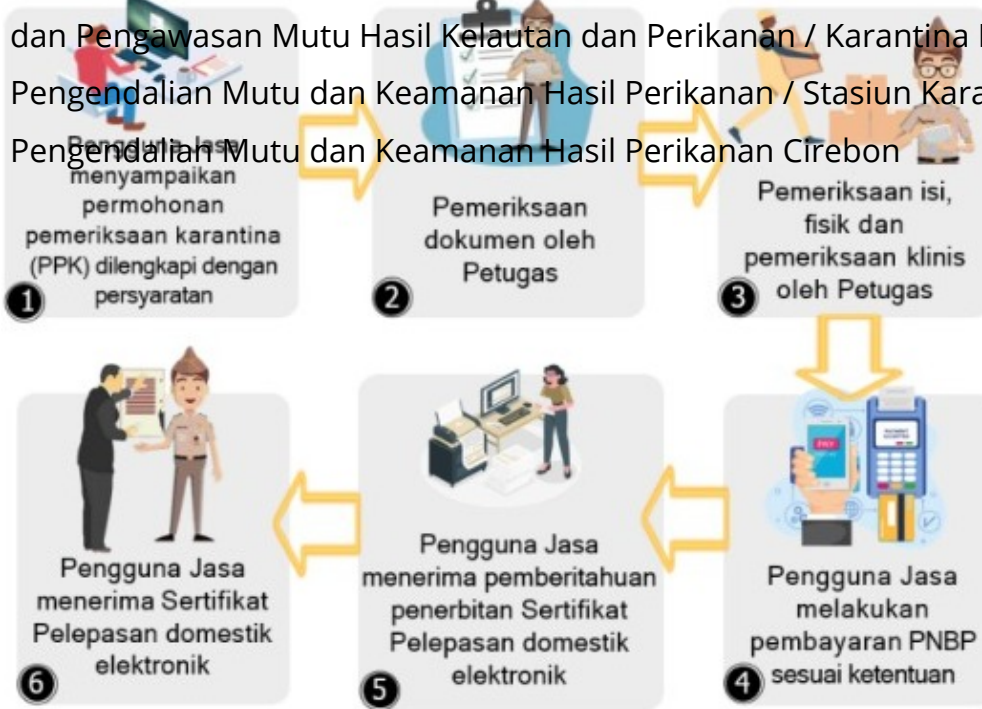 dan Pengawasan Mutu Hasil Kelautan dan Perikanan / Karantina
Pengendalian Mutu dan Keamanan Hasil Perikanan / Stasiun
Pengendalian Mutu dan Keamanan Hasil Perikanan Cirebon
Pengguna Jasa
menyampaikan
permohonan
pemeriksaan karantina
(PPK) dilengkapi dengan
persyaratan
1
Pemeriksaan
dokumen oleh
Petugas
2
Pemeriksaan isi,
fisik dan
pemeriksaan klinis
oleh Petugas
3
Pengguna Jasa
melakukan
pembayaran PNBP
sesuai ketentuan
4
Pengguna Jasa
menerima pemberitahuan
penerbitan Sertifikat
Pelepasan domestik
elektronik
5
Pengguna Jasa
menerima Sertifikat
Pelepasan domestik
elektronik
6